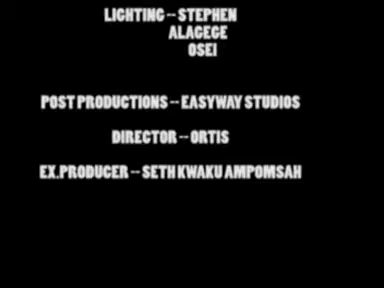 LIGHTING -- STEPHEN
ALAGEGE
OSEI
POST PRODUCTIONS -- EASYWAY STUDIOS
DIRECTOR -- ORTIS
EX.PRODUCER -- SETH KWAKU AMPOMSAH